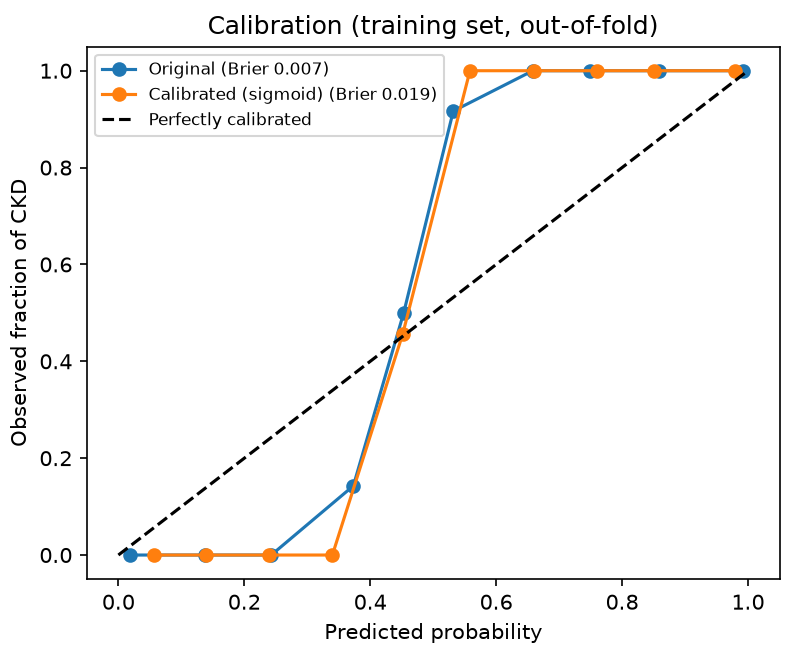 Calibration (training set, out-of-fold)
Original (Brier 0.007)
Calibrated (sigmoid) (Brier 0.019)
Perfectly calibrated
Observed fraction of CKD
1.0
0.8
0.6
0.4
0.2
0.0
0.0 0.2 0.4 0.6 0.8 1.0
Predicted probability